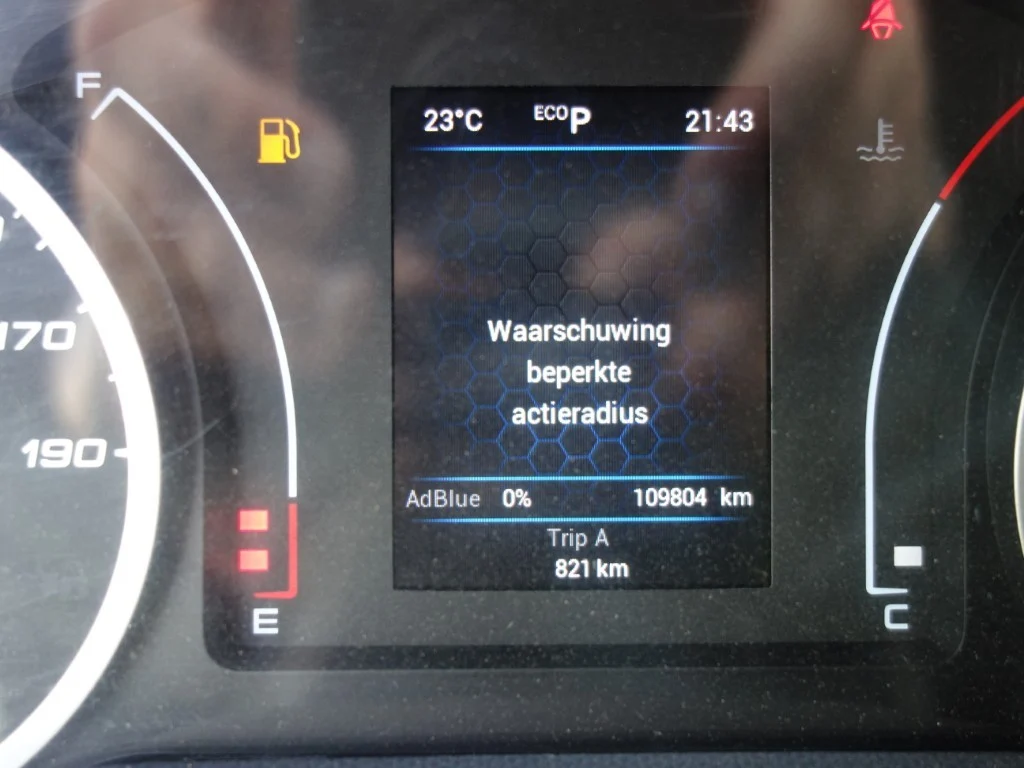 F
23°C ECO P 21:43
170
190
Waarschuwing
beperkte
actieradius
AdBlue 0% 109804 km
Trip A
821 km
E
C